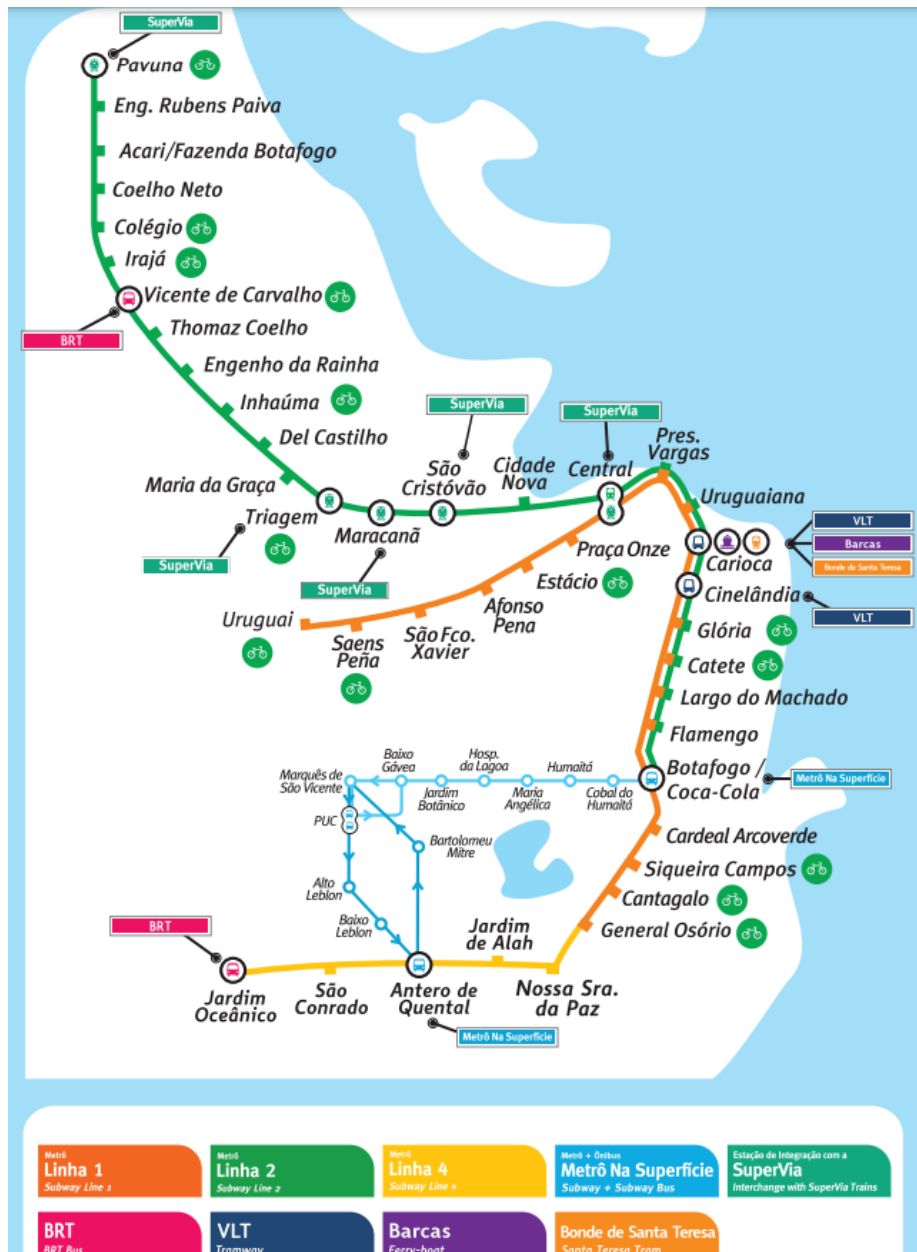 SuperVia
Pavuna
Eng. Rubens Paiva
Acari/Fazenda Botafogo
Coelho Neto
Colégio
Irajá
Vicente de Carvalho
BRT
Thomaz Coelho
Engenho da Rainha
Inhaúma
Del Castilho
Maria da Graça
Triagem
SuperVia
Maracanã
SuperVia
SuperVia
São
Cristóvão
Cidade
Nova
SuperVia
Central
Pres.
Vargas
Uruguaiana
VLT
Barcas
Bonde de Santa Teresa
Carioca
Cinelândia
VLT
Praça Onze
Estácio
Afonso
Pena
São Fco.
Xavier
Saens
Peña
Uruguai
Glória
Catete
Largo do Machado
Flamengo
Botafogo /
Coca-Cola
Metrô Na Superfície
Marquês de
São Vicente
Baixo
Gávea
Jardim
Botânico
Hosp.
da Lagoa
Maria
Angélica
Humaitá
Cobal do
Humaitá
PUC
Bartolomeu
Mitre
Alto
Leblon
Baixo
Leblon
Cardeal Arcoverde
Siqueira Campos
Cantagalo
General Osório
BRT
Jardim
Oceânico
São
Conrado
Antero de
Quental
Metrô Na Superfície
Jardim
de Alah
Nossa Sra.
da Paz
Metrô
Linha 1
Subway Line 1
Metrô
Linha 2
Subway Line 2
Metrô
Linha 4
Subway Line 4
Metrô + Ônibus
Metrô Na Superfície
Subway + Subway Bus
Estação de Integração com a
SuperVia
Interchange with SuperVia Trains
BRT
BRT Bus
VLT
Tramway
Barcas
Ferry-boat
Bonde de Santa Teresa
Santa Teresa Tram